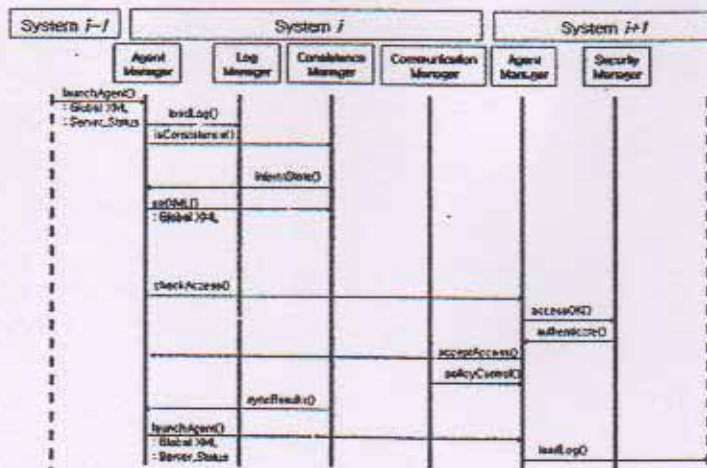 System i-1
System i
System i+1
Agent
Manager
Log
Manager
Consistence
Manager
Communication
Manager
Agent
Manager
Security
Manager
launchAgent()
: Global XML
: Server_Status
loadLog()
isConsistence()
setXML()
: Global XML
checkAccess()
accessOK()
authenticate()
acceptAccess()
policyControl()
syncResults()
launchAgent()
: Global XML
: Server_Status
loadLog()